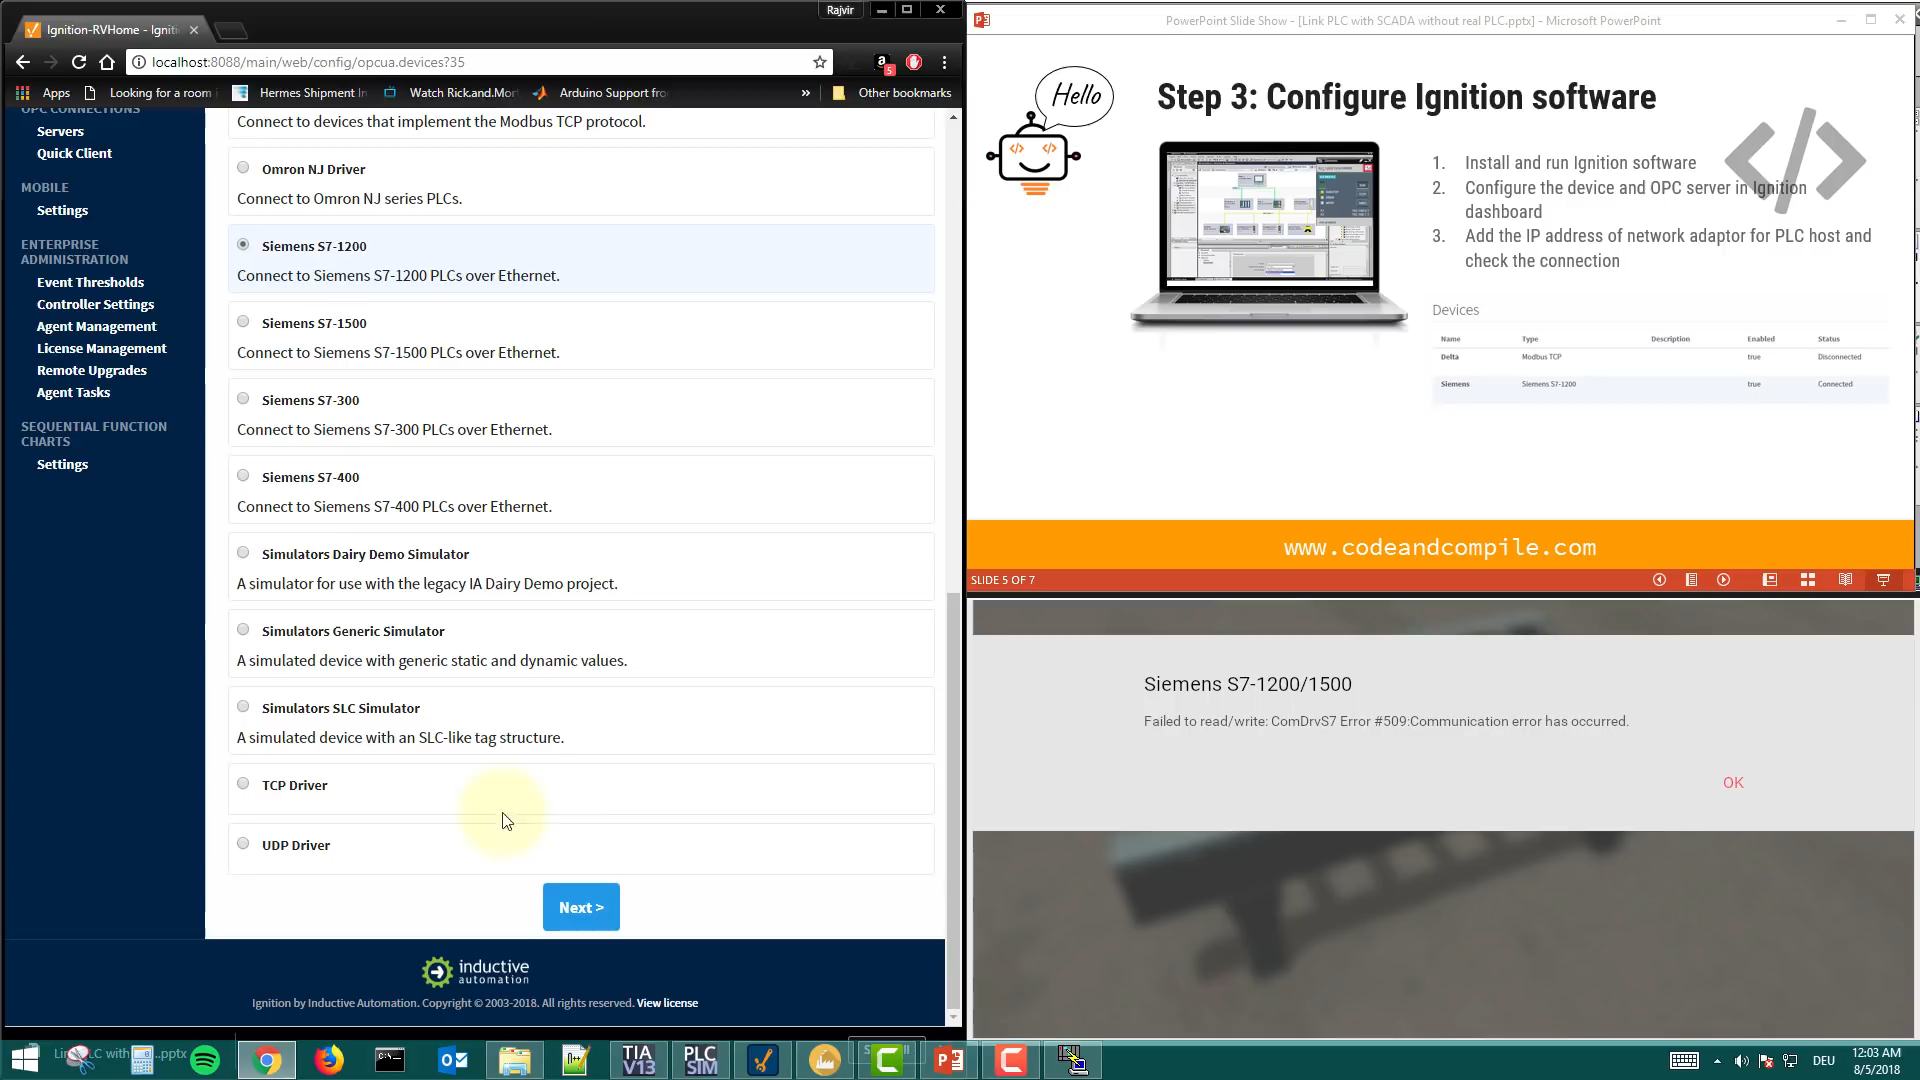 Rajvir
Ignition-RVHome - Igniti
localhost:8088/main/web/config/opcua.devices?35
Apps
Looking for a room
Hermes Shipment In
Watch Rick.and.Mor
Arduino Support fro
»
Other bookmarks
OPC CONNECTIONS
Servers
Quick Client
MOBILE
Settings
ENTERPRISE
ADMINISTRATION
Event Thresholds
Controller Settings
Agent Management
License Management
Remote Upgrades
Agent Tasks
SEQUENTIAL FUNCTION
CHARTS
Settings
Connect to devices that implement the Modbus TCP protocol.
Omron NJ Driver
Connect to Omron NJ series PLCs.
Siemens S7-1200
Connect to Siemens S7-1200 PLCs over Ethernet.
Siemens S7-1500
Connect to Siemens S7-1500 PLCs over Ethernet.
Siemens S7-300
Connect to Siemens S7-300 PLCs over Ethernet.
Siemens S7-400
Connect to Siemens S7-400 PLCs over Ethernet.
Simulators Dairy Demo Simulator
A simulator for use with the legacy IA Dairy Demo project.
Simulators Generic Simulator
A simulated device with generic static and dynamic values.
Simulators SLC Simulator
A simulated device with an SLC-like tag structure.
TCP Driver
UDP Driver
Next >
inductive
automation
Ignition by Inductive Automation. Copyright © 2003-2018. All rights reserved. View license
PowerPoint Slide Show - [Link PLC with SCADA without real PLC.pptx] - Microsoft PowerPoint
Hello
Step 3: Configure Ignition software
1. Install and run Ignition software
2. Configure the device and OPC server in Ignition
dashboard
3. Add the IP address of network adaptor for PLC host and
check the connection
Devices
Name Type Description Enabled Status
Delta Modbus TCP true Disconnected
Siemens Siemens S7-1200 true Connected
www.codeandcompile.com
SLIDE 5 OF 7
Siemens S7-1200/1500
Failed to read/write: ComDrvS7 Error #509:Communication error has occurred.
OK
TIA
V13
PLC
SIM
DEU
12:03 AM
8/5/2018